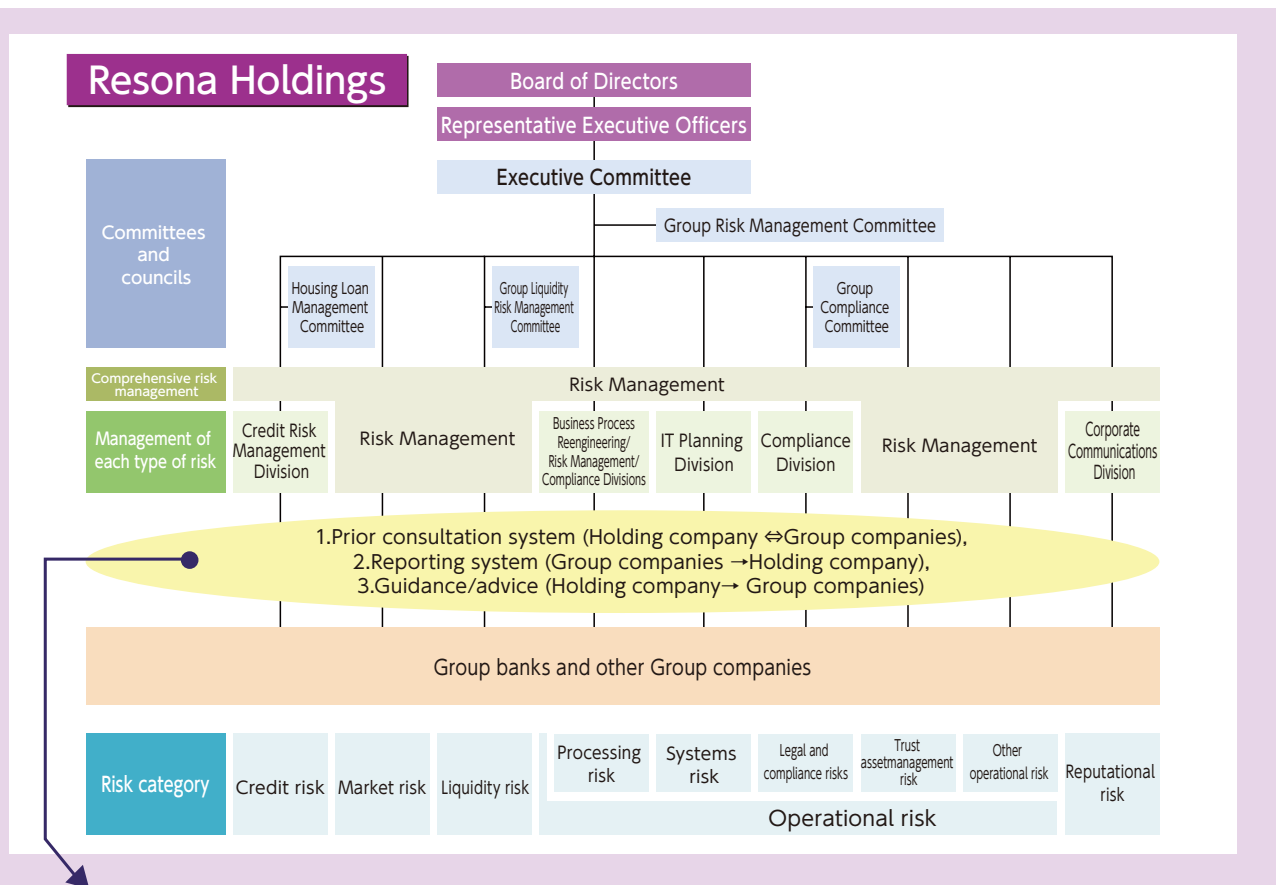 Resona Holdings
Board of Directors
Representative Executive Officers
Executive Committee
Group Risk Management Committee
Committees
and
councils
Housing Loan
Management
Committee
Group Liquidity
Risk Management
Committee
Group
Compliance
Committee
Comprehensive risk
management
Risk Management
Management of
each type of risk
Credit Risk
Management
Division
Risk Management
Business Process
Reengineering/
Risk Management/
Compliance Divisions
IT Planning
Division
Compliance
Division
Risk Management
Corporate
Communications
Division
1.Prior consultation system (Holding company ⇔Group companies),
2.Reporting system (Group companies →Holding company),
3.Guidance/advice (Holding company→ Group companies)
Group banks and other Group companies
Risk category
Credit risk
Market risk
Liquidity risk
Processing
risk
Systems
risk
Legal and
compliance risks
Trust
assetmanagement
risk
Other
operational risk
Operational risk
Reputational
risk